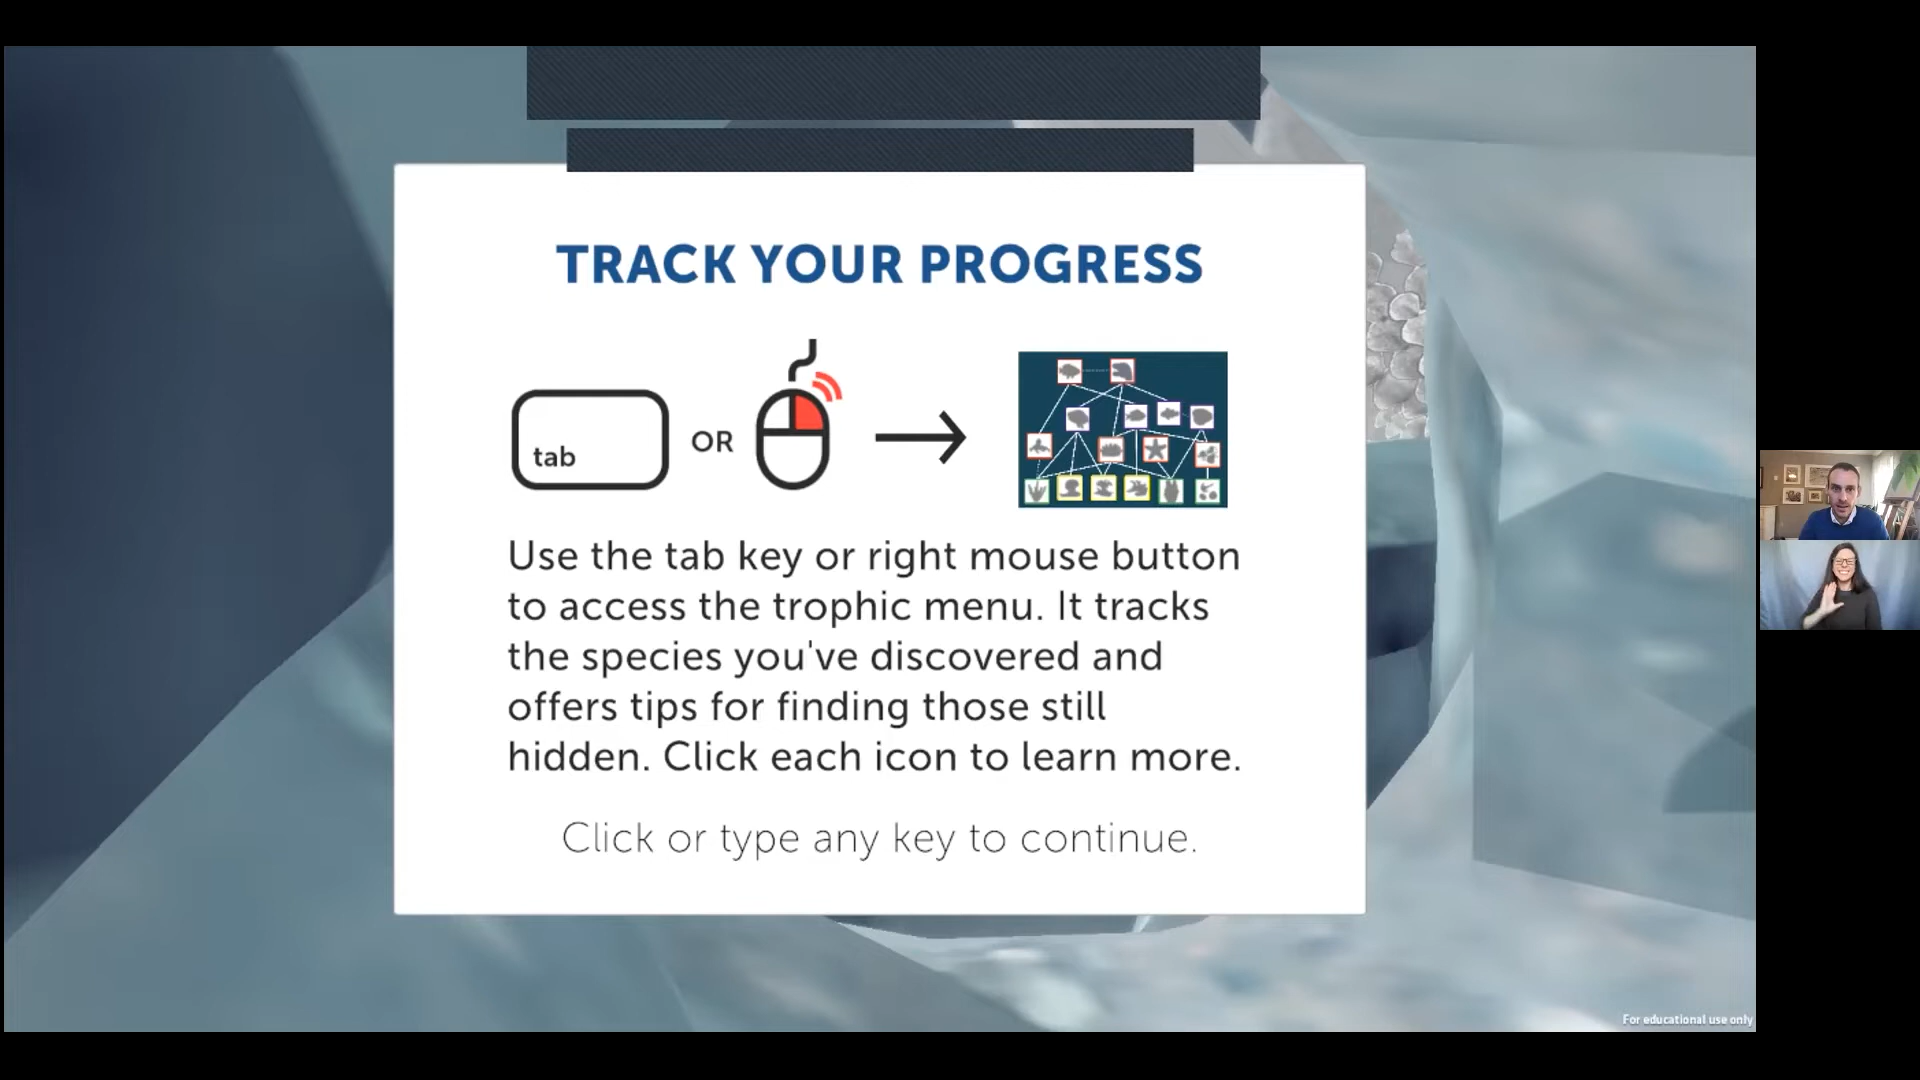 TRACK YOUR PROGRESS
tab
OR
Use the tab key or right mouse button
to access the trophic menu. It tracks
the species you've discovered and
offers tips for finding those still
hidden. Click each icon to learn more.
Click or type any key to continue.
For educational use only